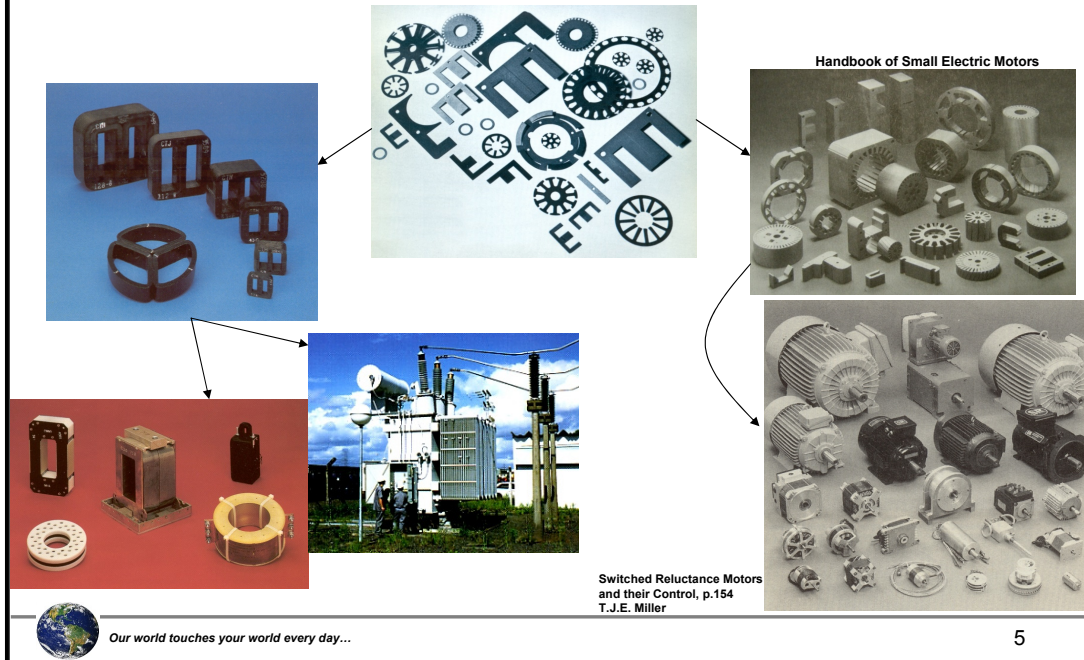 Handbook of Small Electric Motors
Switched Reluctance Motors
and their Control, p.154
T.J.E. Miller
Our world touches your world every day…
5